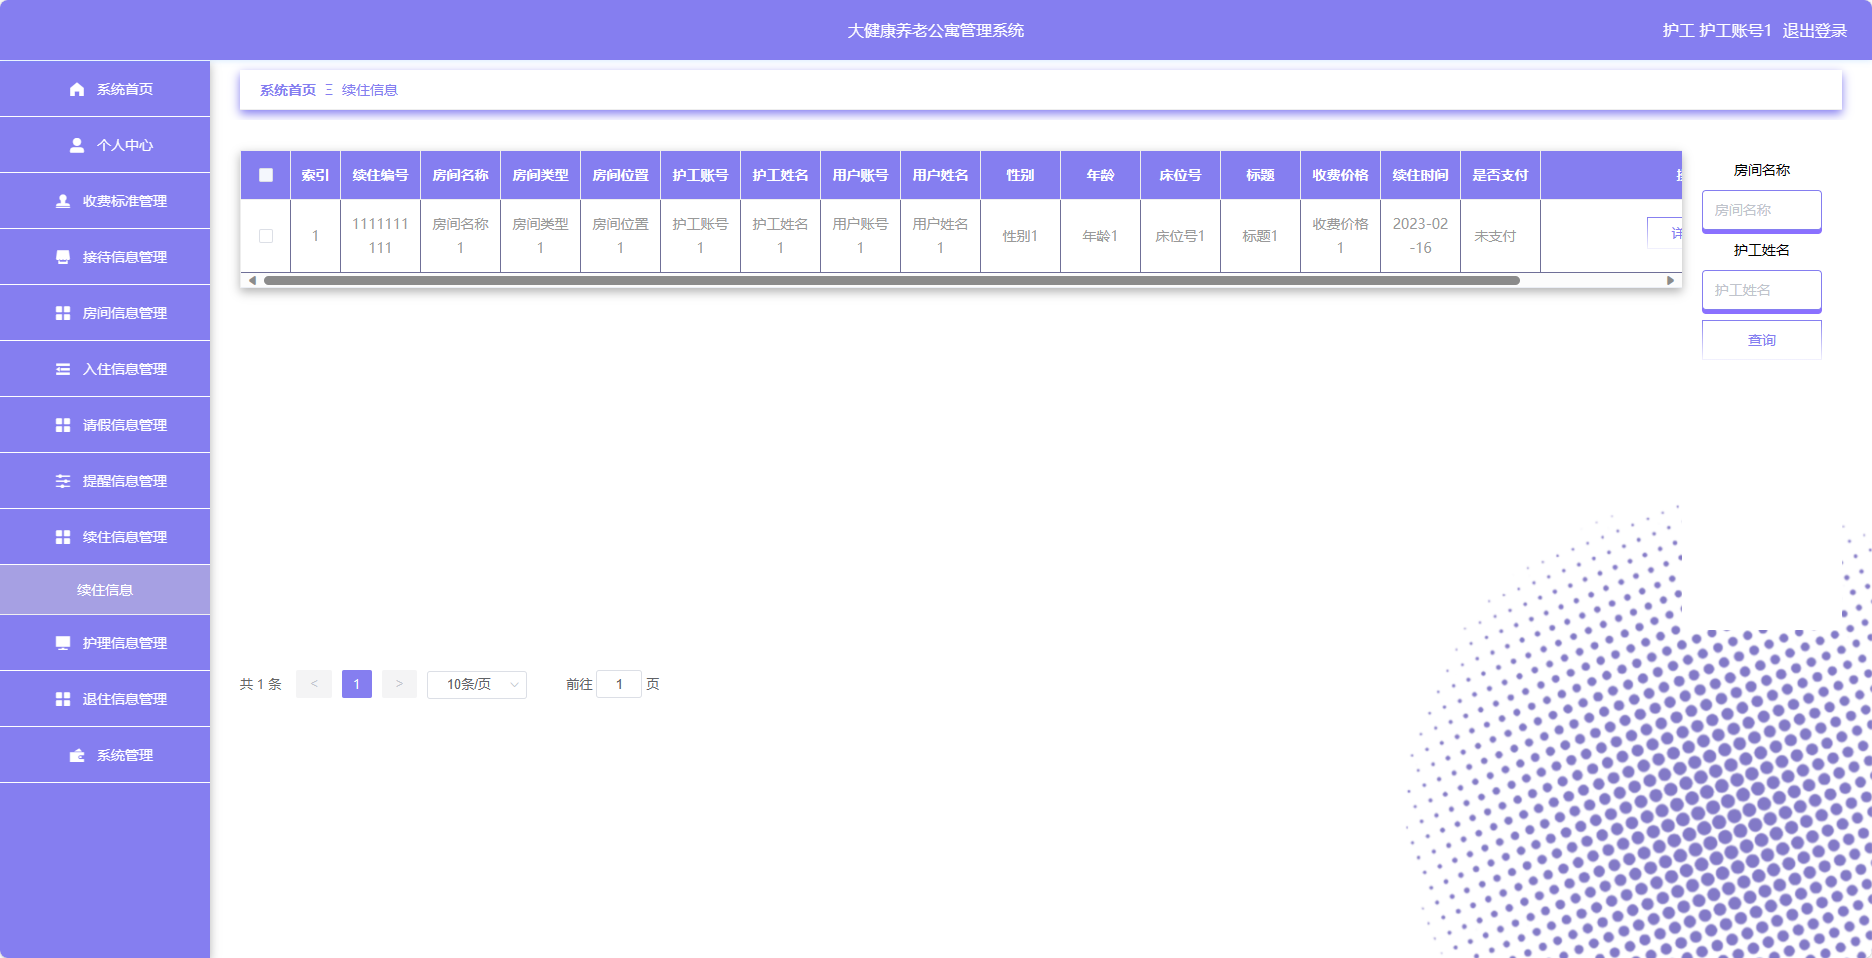 大健康养老公寓管理系统
护工 护工账号1 退出登录
系统首页
个人中心
收费标准管理
接待信息管理
房间信息管理
入住信息管理
请假信息管理
提醒信息管理
续住信息管理
续住信息
护理信息管理
退住信息管理
系统管理
系统首页 Ξ 续住信息
索引 续住编号 房间名称 房间类型 房间位置 护工账号 护工姓名 用户账号 用户姓名 性别 年龄 床位号 标题 收费价格 续住时间 是否支付
1 1111111111 房间名称1 房间类型1 房间位置1 护工账号1 护工姓名1 用户账号1 用户姓名1 性别1 年龄1 床位号1 标题1 收费价格1 2023-02-16 未支付 详
房间名称
房间名称
护工姓名
护工姓名
查询
共 1 条 < 1 > 10条/页 前往 1 页